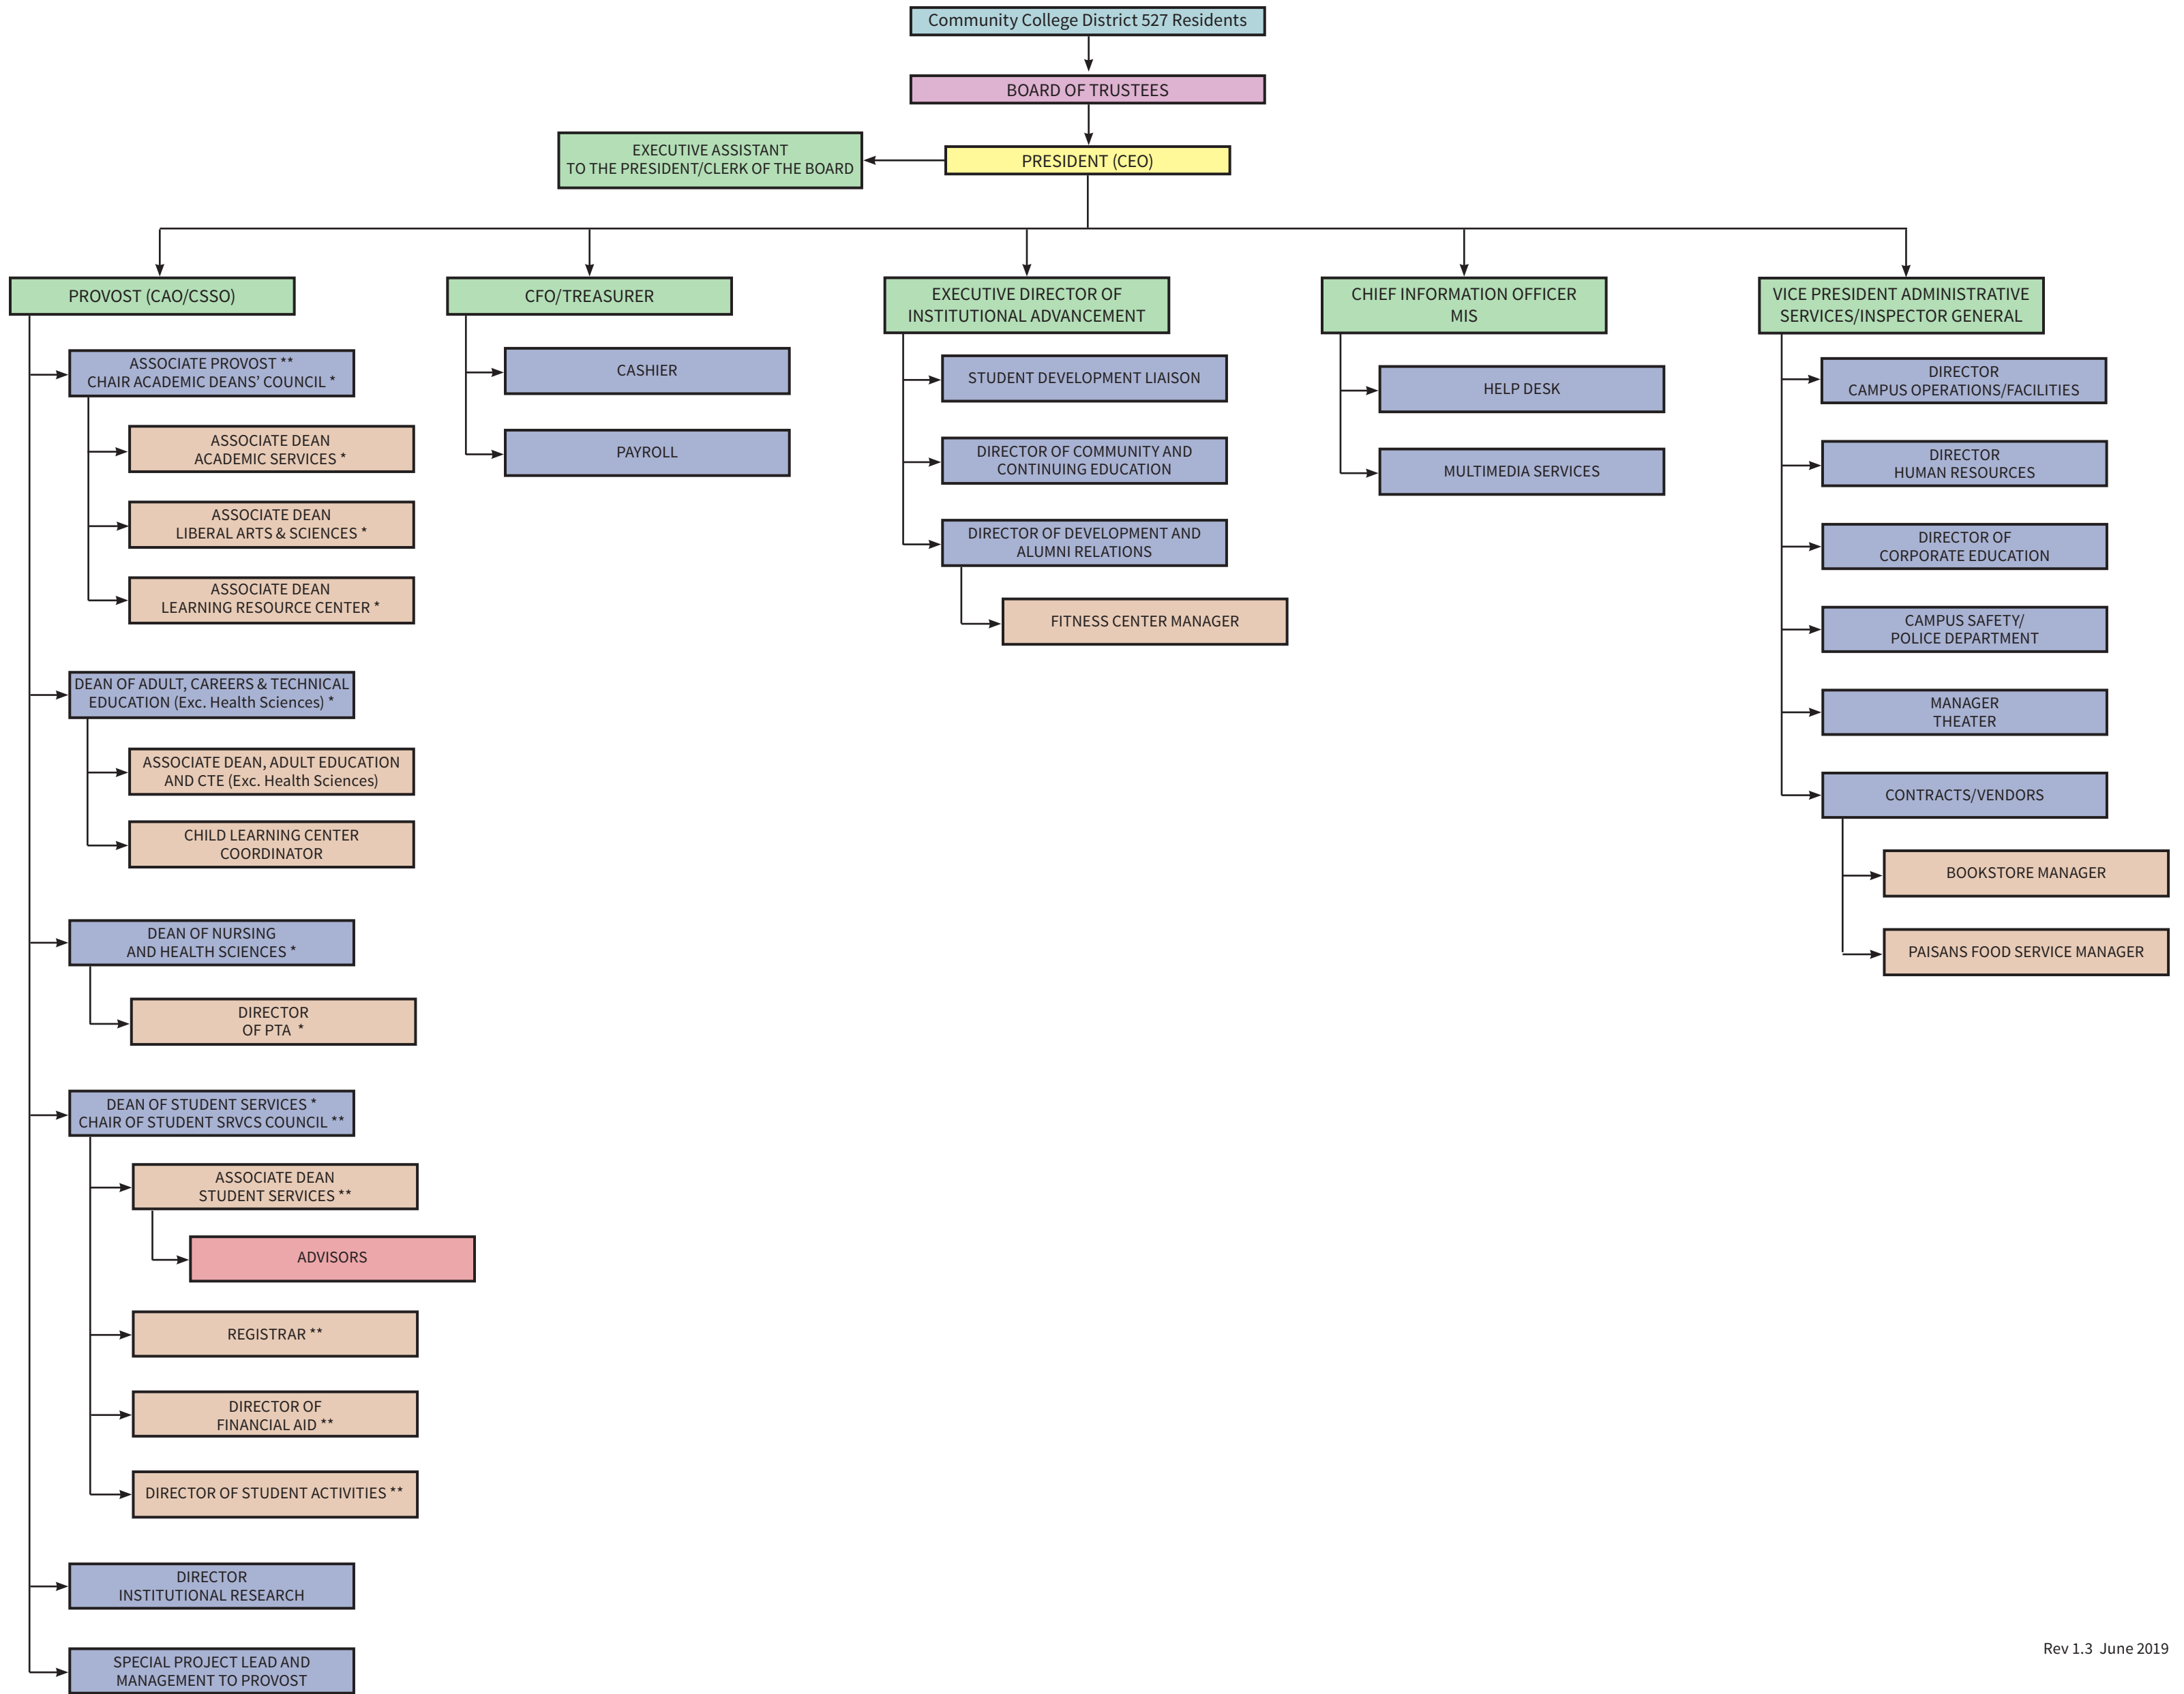 Community College District 527 Residents
BOARD OF TRUSTEES
EXECUTIVE ASSISTANT
TO THE PRESIDENT/CLERK OF THE BOARD
PRESIDENT (CEO)
PROVOST (CAO/CSSO)
ASSOCIATE PROVOST **
CHAIR ACADEMIC DEANS’ COUNCIL *
ASSOCIATE DEAN
ACADEMIC SERVICES *
ASSOCIATE DEAN
LIBERAL ARTS & SCIENCES *
ASSOCIATE DEAN
LEARNING RESOURCE CENTER *
DEAN OF ADULT, CAREERS & TECHNICAL
EDUCATION (Exc. Health Sciences) *
ASSOCIATE DEAN, ADULT EDUCATION
AND CTE (Exc. Health Sciences)
CHILD LEARNING CENTER
COORDINATOR
DEAN OF NURSING
AND HEALTH SCIENCES *
DIRECTOR
OF PTA *
DEAN OF STUDENT SERVICES *
CHAIR OF STUDENT SRVCS COUNCIL **
ASSOCIATE DEAN
STUDENT SERVICES **
ADVISORS
REGISTRAR **
DIRECTOR OF
FINANCIAL AID **
DIRECTOR OF STUDENT ACTIVITIES **
DIRECTOR
INSTITUTIONAL RESEARCH
SPECIAL PROJECT LEAD AND
MANAGEMENT TO PROVOST
CFO/TREASURER
CASHIER
PAYROLL
EXECUTIVE DIRECTOR OF
INSTITUTIONAL ADVANCEMENT
STUDENT DEVELOPMENT LIAISON
DIRECTOR OF COMMUNITY AND
CONTINUING EDUCATION
DIRECTOR OF DEVELOPMENT AND
ALUMNI RELATIONS
FITNESS CENTER MANAGER
CHIEF INFORMATION OFFICER
MIS
HELP DESK
MULTIMEDIA SERVICES
VICE PRESIDENT ADMINISTRATIVE
SERVICES/INSPECTOR GENERAL
DIRECTOR
CAMPUS OPERATIONS/FACILITIES
DIRECTOR
HUMAN RESOURCES
DIRECTOR OF
CORPORATE EDUCATION
CAMPUS SAFETY/
POLICE DEPARTMENT
MANAGER
THEATER
CONTRACTS/VENDORS
BOOKSTORE MANAGER
PAISANS FOOD SERVICE MANAGER
Rev 1.3 June 2019